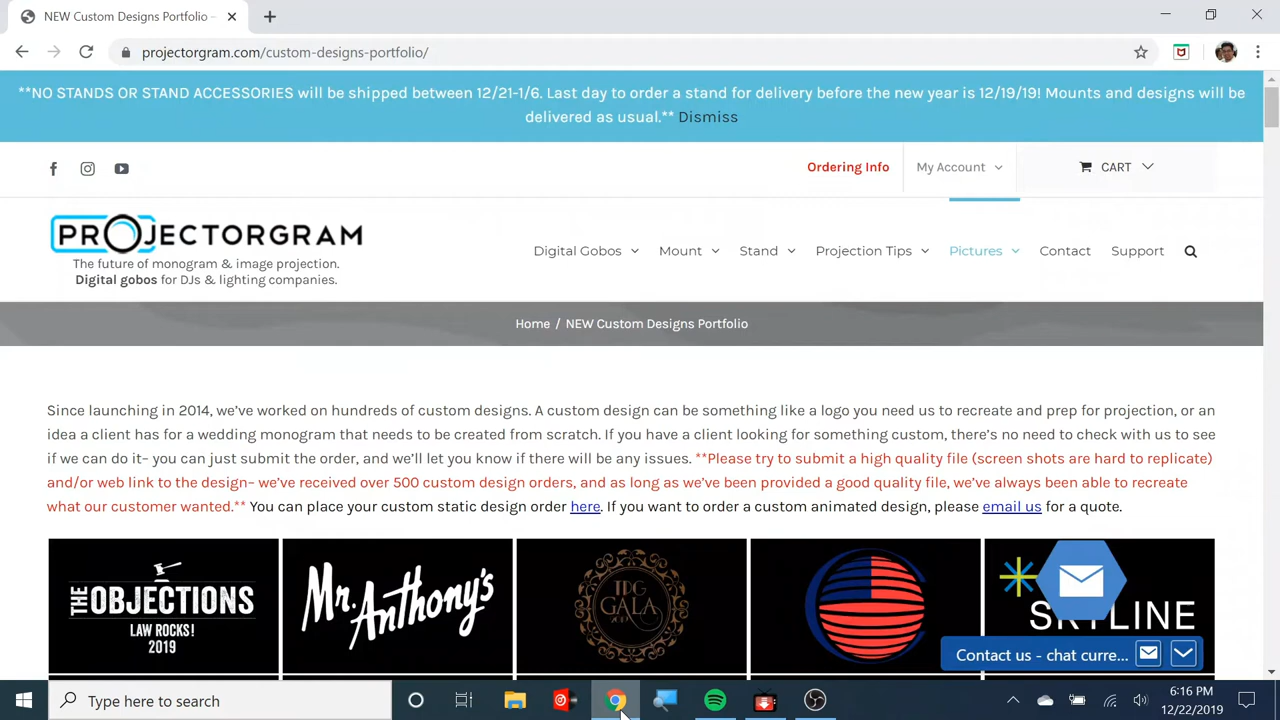 NEW Custom Designs Portfolio –
projectorgram.com/custom-designs-portfolio/
**NO STANDS OR STAND ACCESSORIES will be shipped between 12/21-1/6. Last day to order a stand for delivery before the new year is 12/19/19! Mounts and designs will be
delivered as usual.** Dismiss
Ordering Info
My Account
CART
PROJECTORGRAM
The future of monogram & image projection.
Digital gobos for DJs & lighting companies.
Digital Gobos
Mount
Stand
Projection Tips
Pictures
Contact
Support
Home / NEW Custom Designs Portfolio
Since launching in 2014, we've worked on hundreds of custom designs. A custom design can be something like a logo you need us to recreate and prep for projection, or an
idea a client has for a wedding monogram that needs to be created from scratch. If you have a client looking for something custom, there's no need to check with us to see
if we can do it– you can just submit the order, and we'll let you know if there will be any issues. **Please try to submit a high quality file (screen shots are hard to replicate)
and/or web link to the design– we've received over 500 custom design orders, and as long as we've been provided a good quality file, we've always been able to recreate
what our customer wanted.** You can place your custom static design order here. If you want to order a custom animated design, please email us for a quote.
THE OBJECTIONS
LAW ROCKS!
2019
Mr. Anthony's
TDG
GALA
2019
SKYLINE
Contact us - chat curre...
Type here to search
6:16 PM
12/22/2019